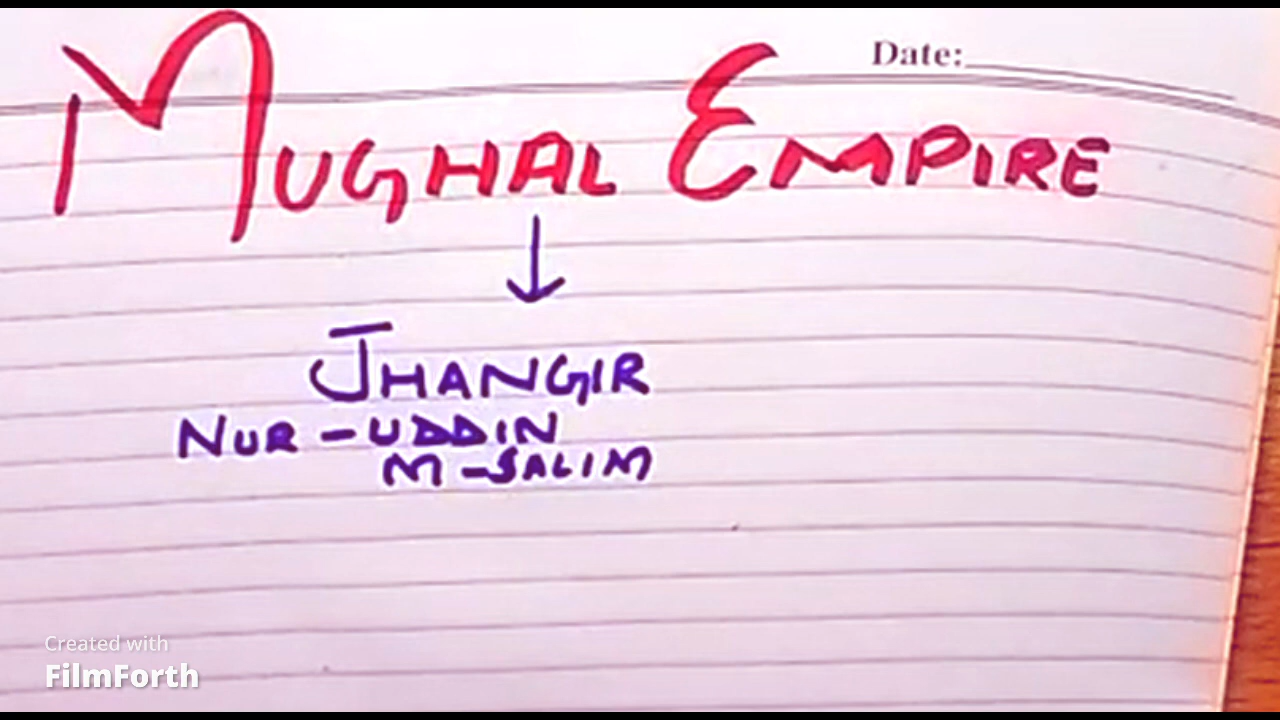 Date:
MUGHAL EMPIRE
JHANGIR
NUR-UDDIN
M-SALIM
Created with
FilmForth